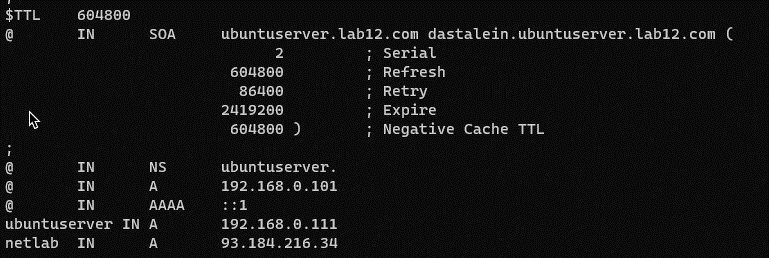 ;
$TTL    604800
@       IN      SOA     ubuntuserver.lab12.com dastalein.ubuntuserver.lab12.com (
                              2         ; Serial
                         604800         ; Refresh
                          86400         ; Retry
                        2419200         ; Expire
                         604800 )       ; Negative Cache TTL
;
@       IN      NS      ubuntuserver.
@       IN      A       192.168.0.101
@       IN      AAAA    ::1
ubuntuserver IN A       192.168.0.111
netlab  IN      A       93.184.216.34